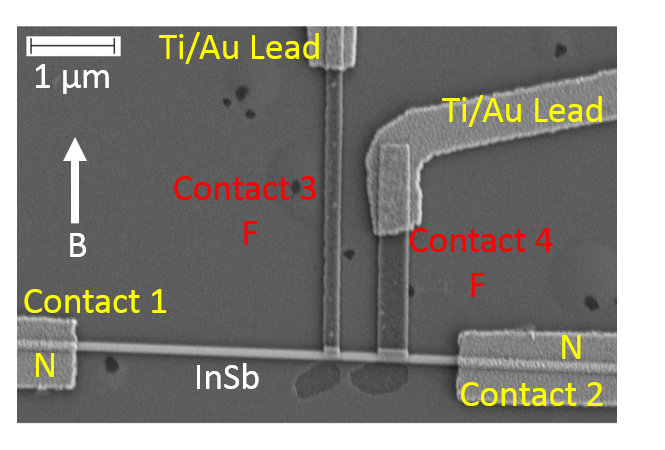 Ti/Au Lead
1 μm
Ti/Au Lead
Contact 3
F
B
Contact 4
F
Contact 1
N
InSb
N
Contact 2